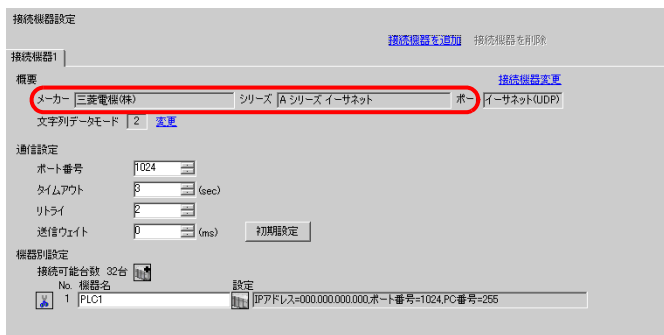 接続機器設定
接続機器を追加 接続機器を削除
接続機器1
概要 接続機器変更
メーカー 三菱電機(株) シリーズ A シリーズ イーサネット ポー イーサネット(UDP)
文字列データモード 2 変更
通信設定
ポート番号 1024
タイムアウト 3 (sec)
リトライ 2
送信ウェイト 0 (ms) 初期設定
機器別設定
接続可能台数 32台
No. 機器名 設定
1 PLC1 IPアドレス=000.000.000.000,ポート番号=1024,PC番号=255